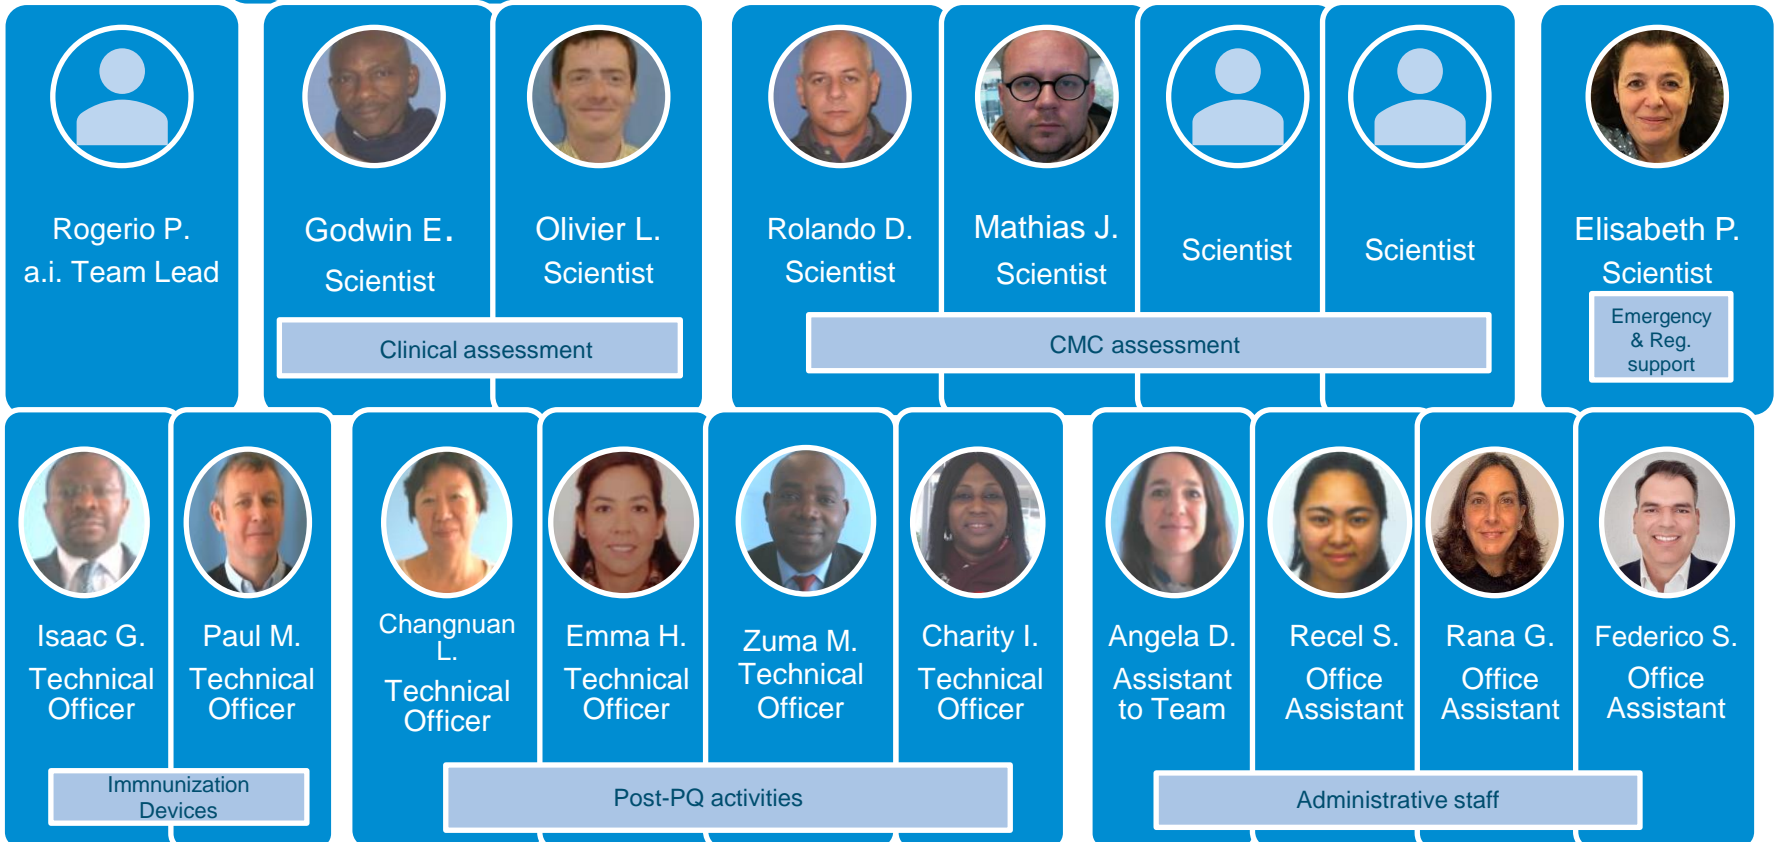 Rogerio P.
a.i. Team Lead
Godwin E.
Scientist
Olivier L.
Scientist
Clinical assessment
Rolando D.
Scientist
Mathias J.
Scientist
Scientist
Scientist
CMC assessment
Elisabeth P.
Scientist
Emergency
& Reg.
support
Isaac G.
Technical
Officer
Paul M.
Technical
Officer
Immnunization
Devices
Changnuan
L.
Technical
Officer
Emma H.
Technical
Officer
Zuma M.
Technical
Officer
Charity I.
Technical
Officer
Post-PQ activities
Angela D.
Assistant
to Team
Recel S.
Office
Assistant
Rana G.
Office
Assistant
Federico S.
Office
Assistant
Administrative staff